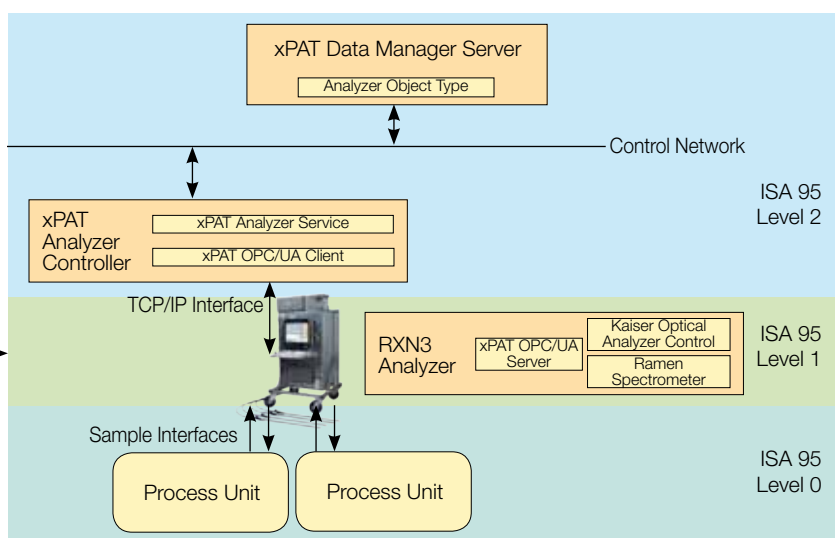 xPAT Data Manager Server
Analyzer Object Type
Control Network
ISA 95
Level 2
xPAT
Analyzer
Controller
xPAT Analyzer Service
xPAT OPC/UA Client
TCP/IP Interface
RXN3
Analyzer
xPAT OPC/UA
Server
Kaiser Optical
Analyzer Control
Ramen
Spectrometer
ISA 95
Level 1
Sample Interfaces
Process Unit
Process Unit
ISA 95
Level 0